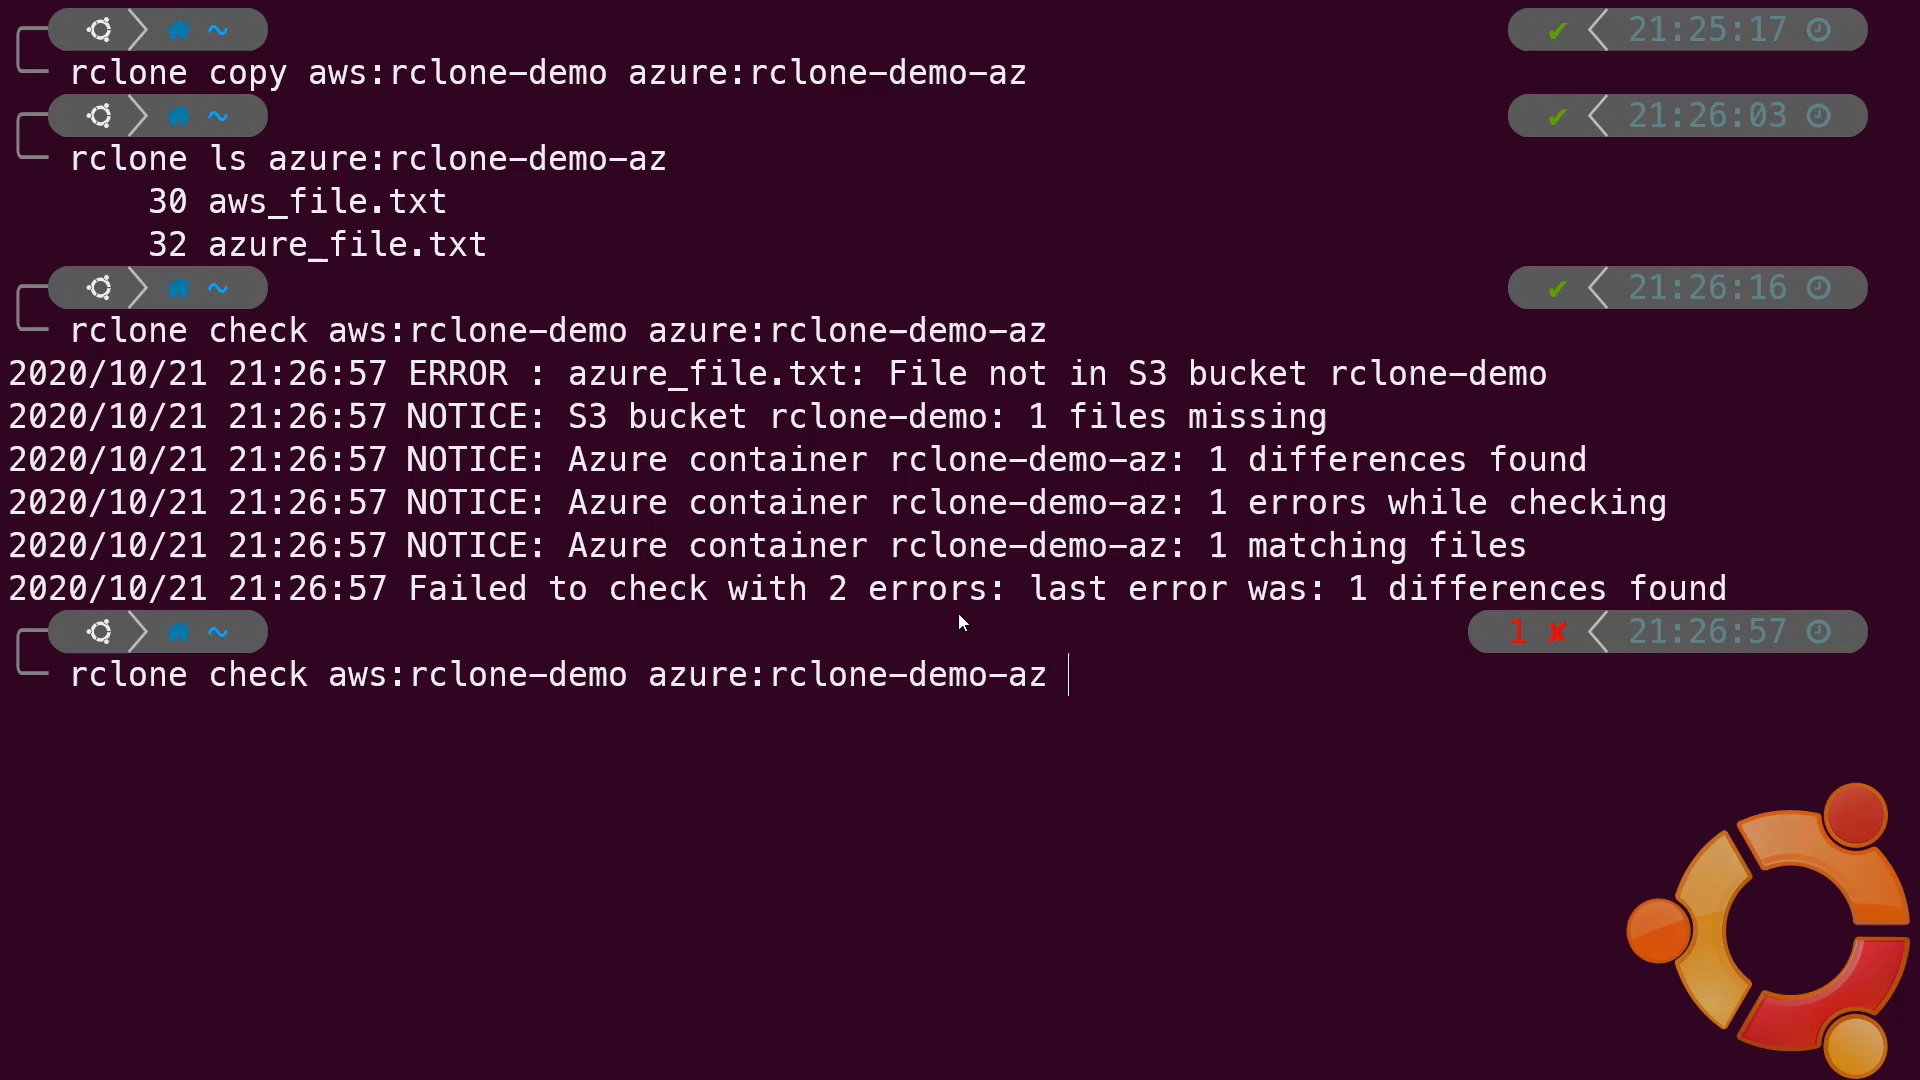 ~ ✔ 21:25:17
rclone copy aws:rclone-demo azure:rclone-demo-az
~ ✔ 21:26:03
rclone ls azure:rclone-demo-az
30 aws_file.txt
32 azure_file.txt
~ ✔ 21:26:16
rclone check aws:rclone-demo azure:rclone-demo-az
2020/10/21 21:26:57 ERROR : azure_file.txt: File not in S3 bucket rclone-demo
2020/10/21 21:26:57 NOTICE: S3 bucket rclone-demo: 1 files missing
2020/10/21 21:26:57 NOTICE: Azure container rclone-demo-az: 1 differences found
2020/10/21 21:26:57 NOTICE: Azure container rclone-demo-az: 1 errors while checking
2020/10/21 21:26:57 NOTICE: Azure container rclone-demo-az: 1 matching files
2020/10/21 21:26:57 Failed to check with 2 errors: last error was: 1 differences found
~ 1 ✘ 21:26:57
rclone check aws:rclone-demo azure:rclone-demo-az